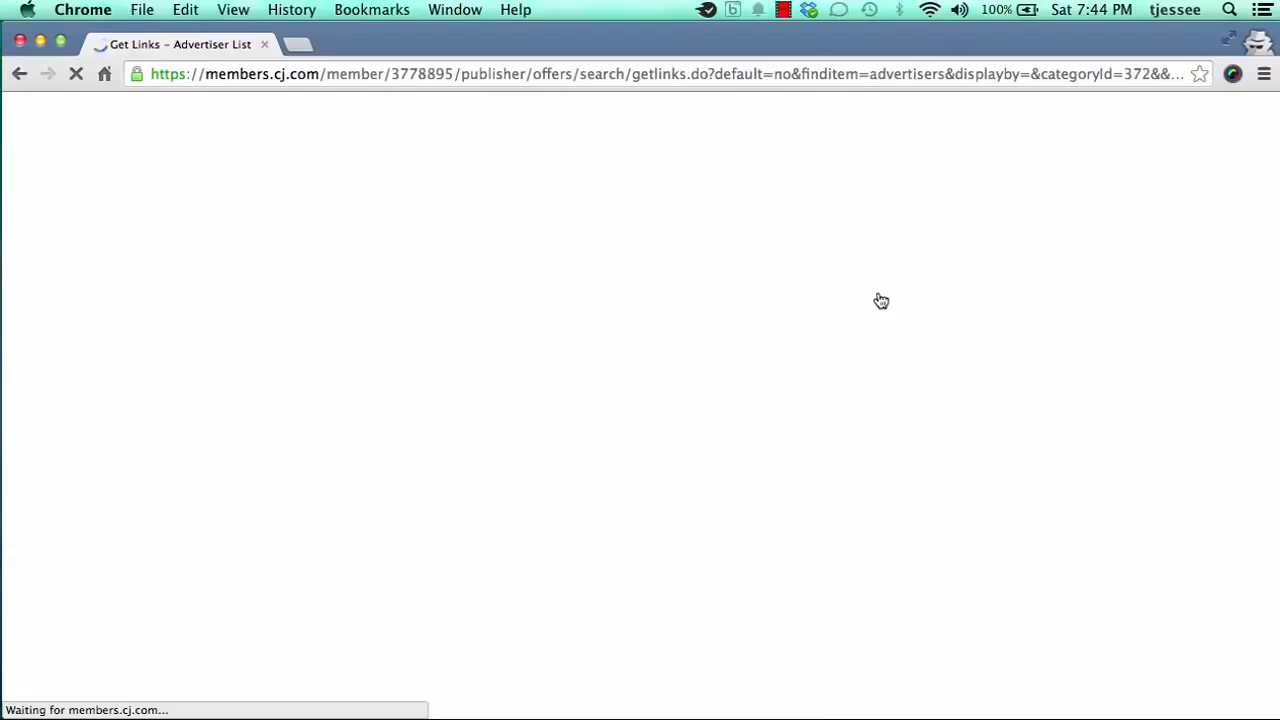 Chrome File Edit View History Bookmarks Window Help 100% Sat 7:44 PM tjessee
Get Links – Advertiser List
https://members.cj.com/member/3778895/publisher/offers/search/getlinks.do?default=no&finditem=advertisers&displayby=&categoryId=372&&...
Waiting for members.cj.com...